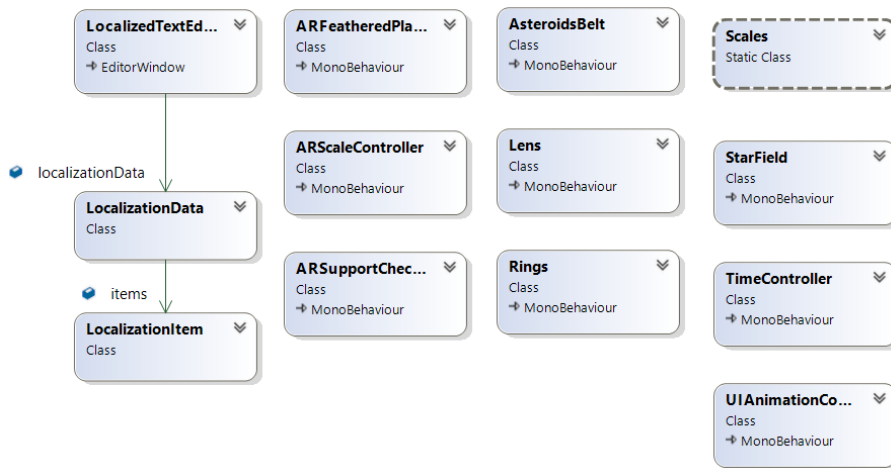 LocalizedTextEd...
Class
EditorWindow
localizationData
LocalizationData
Class
items
LocalizationItem
Class
ARFeatheredPla...
Class
MonoBehaviour
ARScaleController
Class
MonoBehaviour
ARSupportChec...
Class
MonoBehaviour
AsteroidsBelt
Class
MonoBehaviour
Lens
Class
MonoBehaviour
Rings
Class
MonoBehaviour
Scales
Static Class
StarField
Class
MonoBehaviour
TimeController
Class
MonoBehaviour
UIAnimationCo...
Class
MonoBehaviour